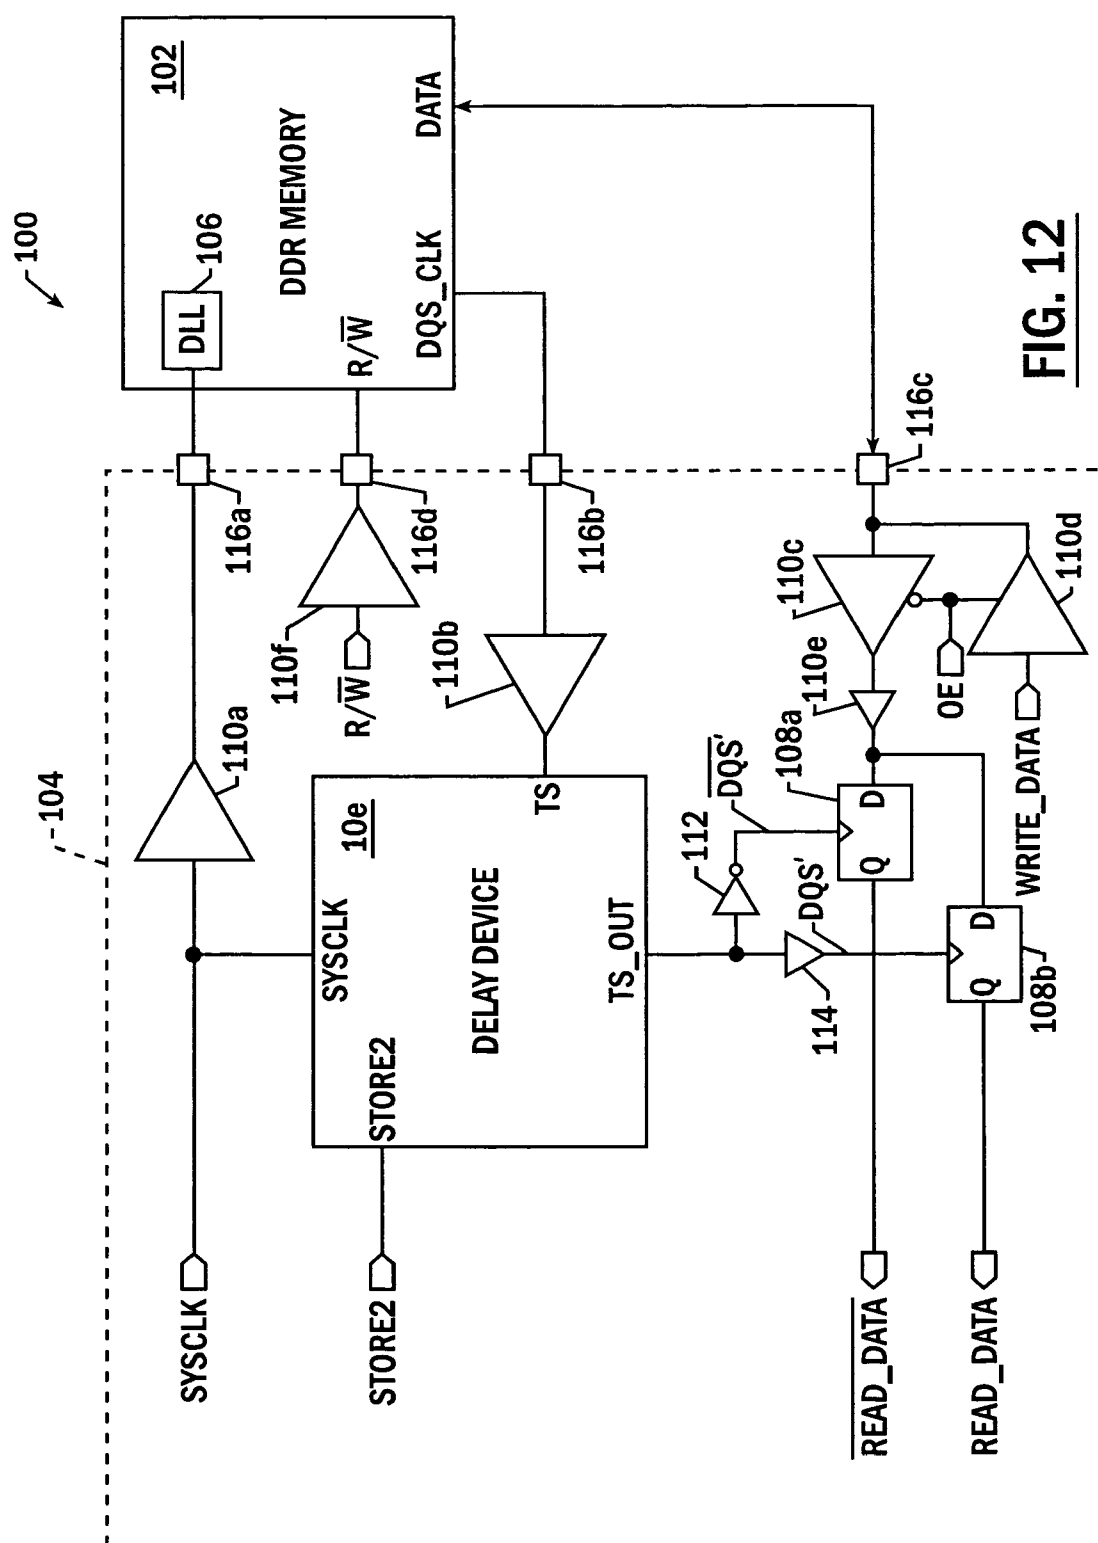 100
102
DDR MEMORY
DLL
106
R/W̅
DQS_CLK
DATA
104
116a
116d
116b
116c
110a
110f
R/W̅
110b
110c
110e
110d
OE
WRITE_DATA
SYSCLK
STORE2
10e
SYSCLK
STORE2
DELAY DEVICE
TS
TS_OUT
112
D̅Q̅S̅'̅
114
DQS'
108a
D
Q
108b
D
Q
R̅E̅A̅D̅_̅D̅A̅T̅A̅
READ_DATA
FIG. 12